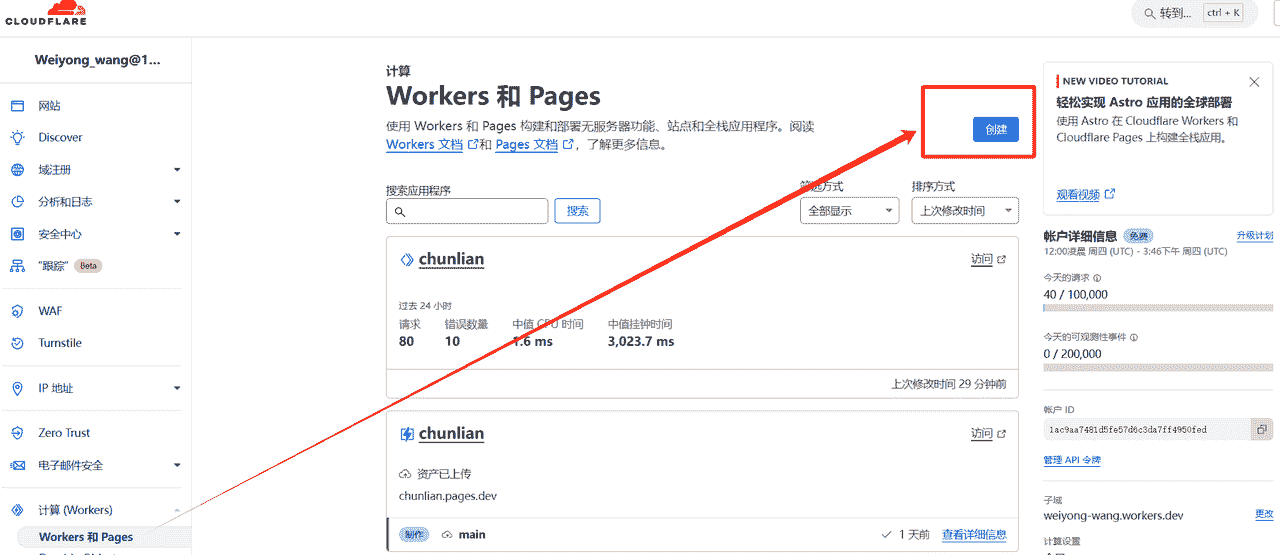 CLOUDFLARE
转到...
ctrl + K
Weiyong_wang@1...
网站
Discover
域注册
分析和日志
安全中心
"跟踪" Beta
WAF
Turnstile
IP 地址
Zero Trust
电子邮件安全
计算 (Workers)
Workers 和 Pages
计算
Workers 和 Pages
使用 Workers 和 Pages 构建和部署无服务器功能、站点和全栈应用程序。阅读
Workers 文档 和 Pages 文档 ，了解更多信息。
创建
搜索应用程序
搜索
筛选方式
全部显示
排序方式
上次修改时间
chunlian
访问
过去 24 小时
请求 错误数量 中值 CPU 时间 中值挂钟时间
80 10 1.6 ms 3,023.7 ms
上次修改时间 29 分钟前
chunlian
访问
资产已上传
chunlian.pages.dev
制作 main
1 天前 查看详细信息
NEW VIDEO TUTORIAL
轻松实现 Astro 应用的全球部署
使用 Astro 在 Cloudflare Workers 和
Cloudflare Pages 上构建全栈应用。
观看视频
帐户详细信息 免费 升级计划
12:00凌晨 周四 (UTC) - 3:46下午 周四 (UTC)
今天的请求
40 / 100,000
今天的可观测性事件
0 / 200,000
帐户 ID
1ac9aa7481d5fe57d6c3da7ff4950fed
管理 API 令牌
子域
weiyong-wang.workers.dev 更改
计算设置